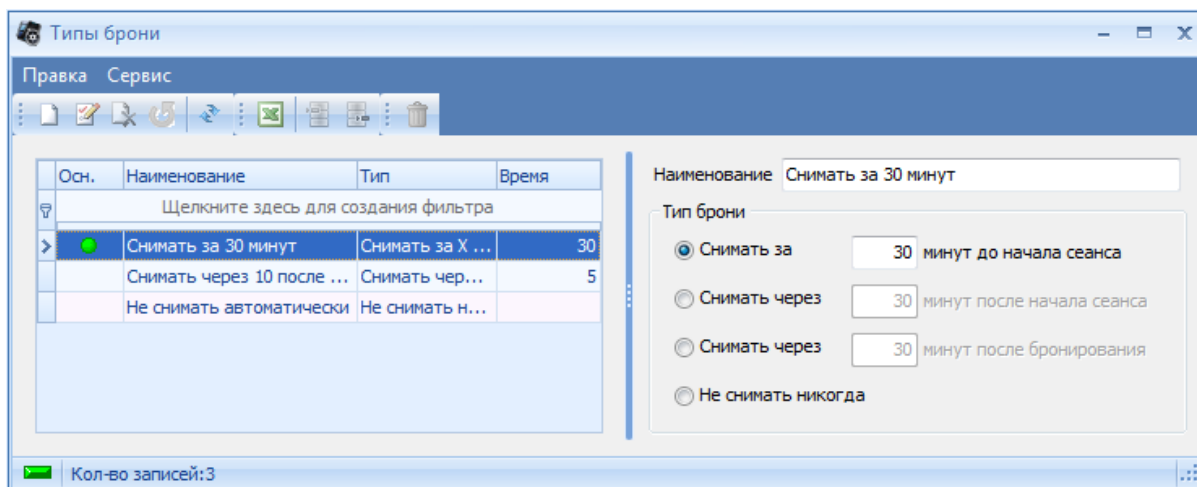 Типы брони
Правка Сервис
Осн. Наименование Тип Время
Щелкните здесь для создания фильтра
Снимать за 30 минут Снимать за X ... 30
Снимать через 10 после ... Снимать чер... 5
Не снимать автоматически Не снимать н...
Наименование Снимать за 30 минут
Тип брони
Снимать за 30 минут до начала сеанса
Снимать через 30 минут после начала сеанса
Снимать через 30 минут после бронирования
Не снимать никогда
Кол-во записей:3